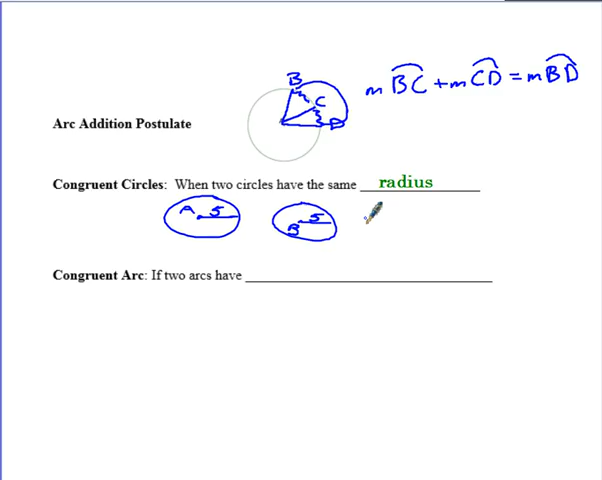 B
C
D
m BC + m CD = m BD
Arc Addition Postulate
Congruent Circles: When two circles have the same radius
A 5
B 5
Congruent Arc: If two arcs have